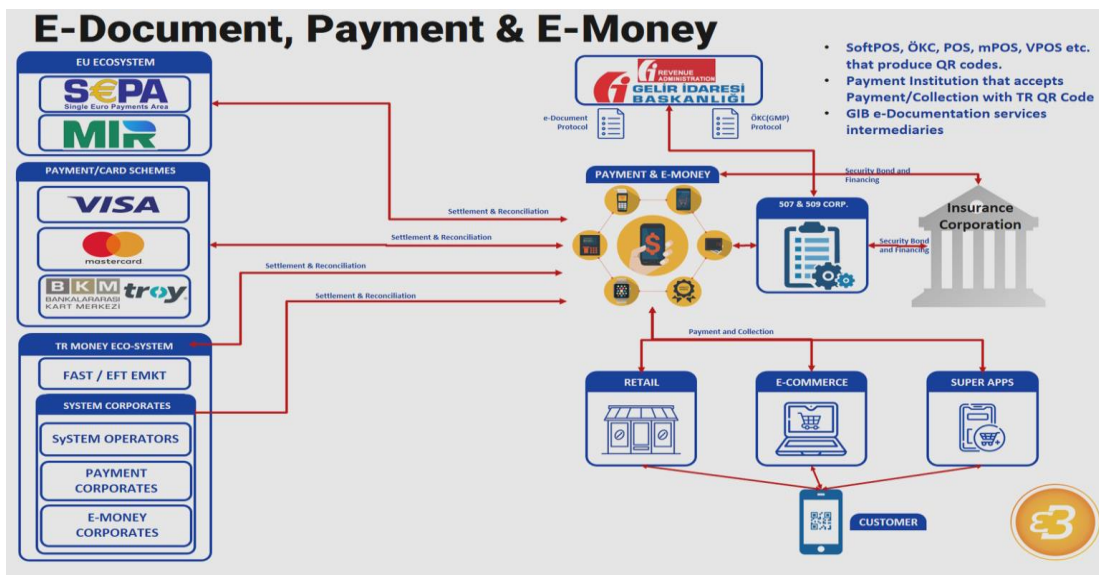 E-Document, Payment & E-Money
EU ECOSYSTEM
S€PA
Single Euro Payments Area
MIR
PAYMENT/CARD SCHEMES
VISA
mastercard.
BKM
BANKALARARASI
KART MERKEZİ
troy
TR MONEY ECO-SYSTEM
FAST / EFT EMKT
SYSTEM CORPORATES
SySTEM OPERATORS
PAYMENT
CORPORATES
E-MONEY
CORPORATES
Settlement & Reconciliation
Settlement & Reconciliation
Settlement & Reconciliation
Settlement & Reconciliation
REVENUE
ADMINISTRATION
GELİR İDARESİ
BAŞKANLIĞI
e-Document
Protocol
ÖKC(GMP)
Protocol
• SoftPOS, ÖKC, POS, mPOS, VPOS etc.
that produce QR codes.
• Payment Institution that accepts
Payment/Collection with TR QR Code
• GIB e-Documentation services
intermediaries
PAYMENT & E-MONEY
$
Security Bond and
Financing
507 & 509 CORP.
Security Bond
and Financing
Insurance
Corporation
Payment and Collection
RETAIL
E-COMMERCE
SUPER APPS
CUSTOMER